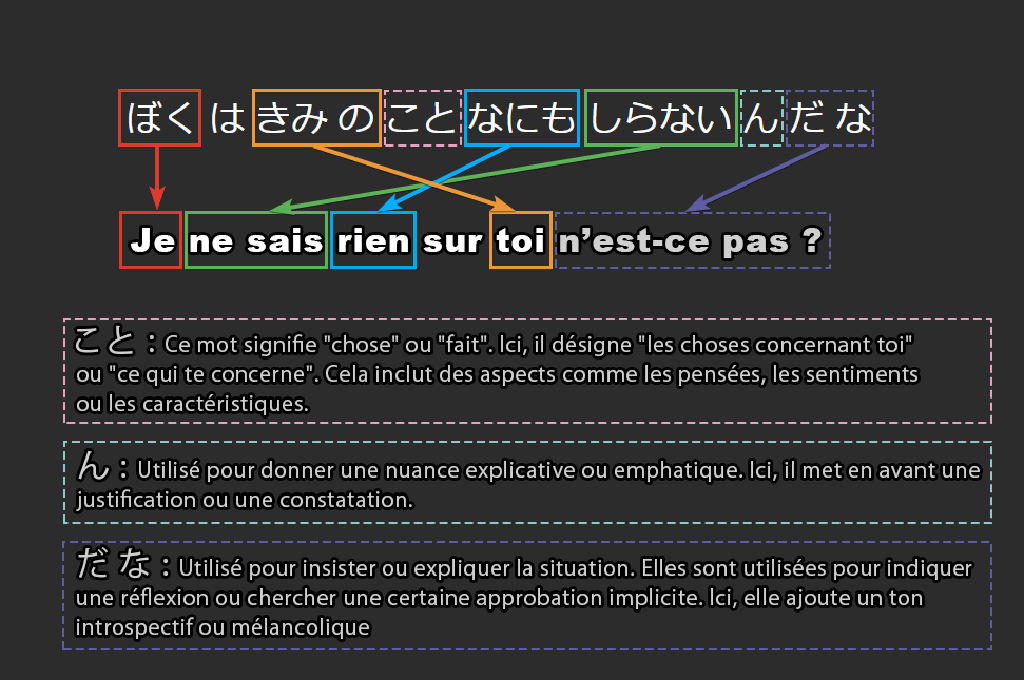 ぼく は きみ の こと なにも しらない ん だ な
Je ne sais rien sur toi n’est-ce pas ?
こと : Ce mot signifie "chose" ou "fait". Ici, il désigne "les choses concernant toi"
ou "ce qui te concerne". Cela inclut des aspects comme les pensées, les sentiments
ou les caractéristiques.
ん : Utilisé pour donner une nuance explicative ou emphatique. Ici, il met en avant une
justification ou une constatation.
だ な : Utilisé pour insister ou expliquer la situation. Elles sont utilisées pour indiquer
une réflexion ou chercher une certaine approbation implicite. Ici, elle ajoute un ton
introspectif ou mélancolique